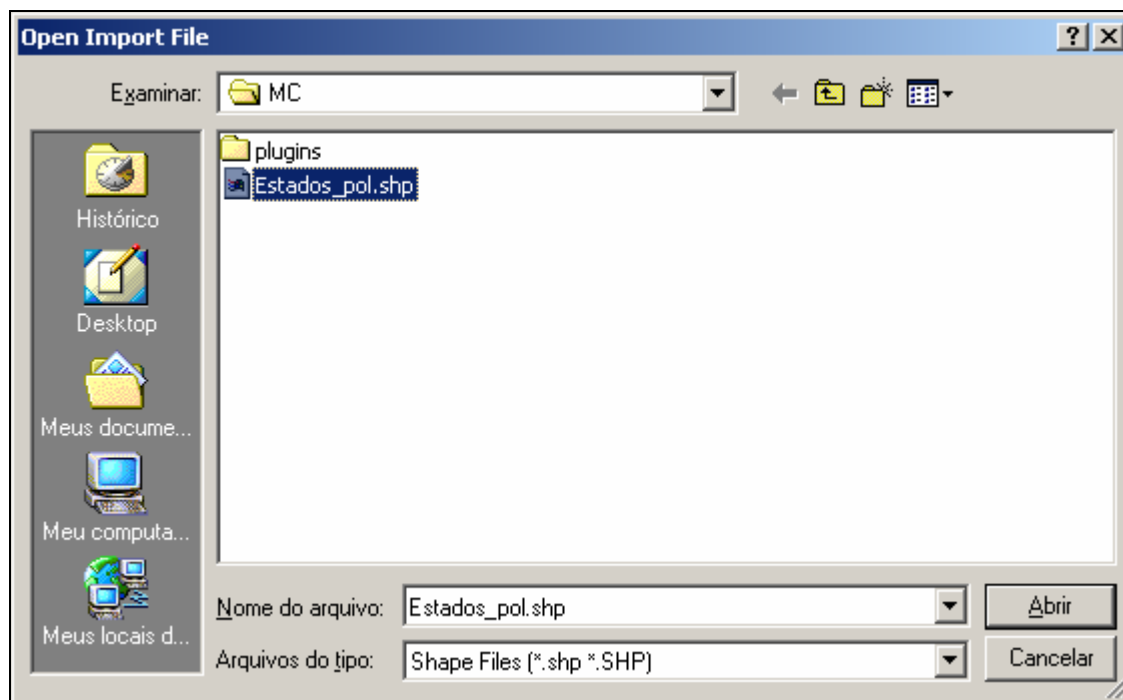 Open Import File
Examinar: MC
plugins
Estados_pol.shp
Histórico
Desktop
Meus docume...
Meu computa...
Meus locais d...
Nome do arquivo: Estados_pol.shp Abrir
Arquivos do tipo: Shape Files (*.shp *.SHP) Cancelar